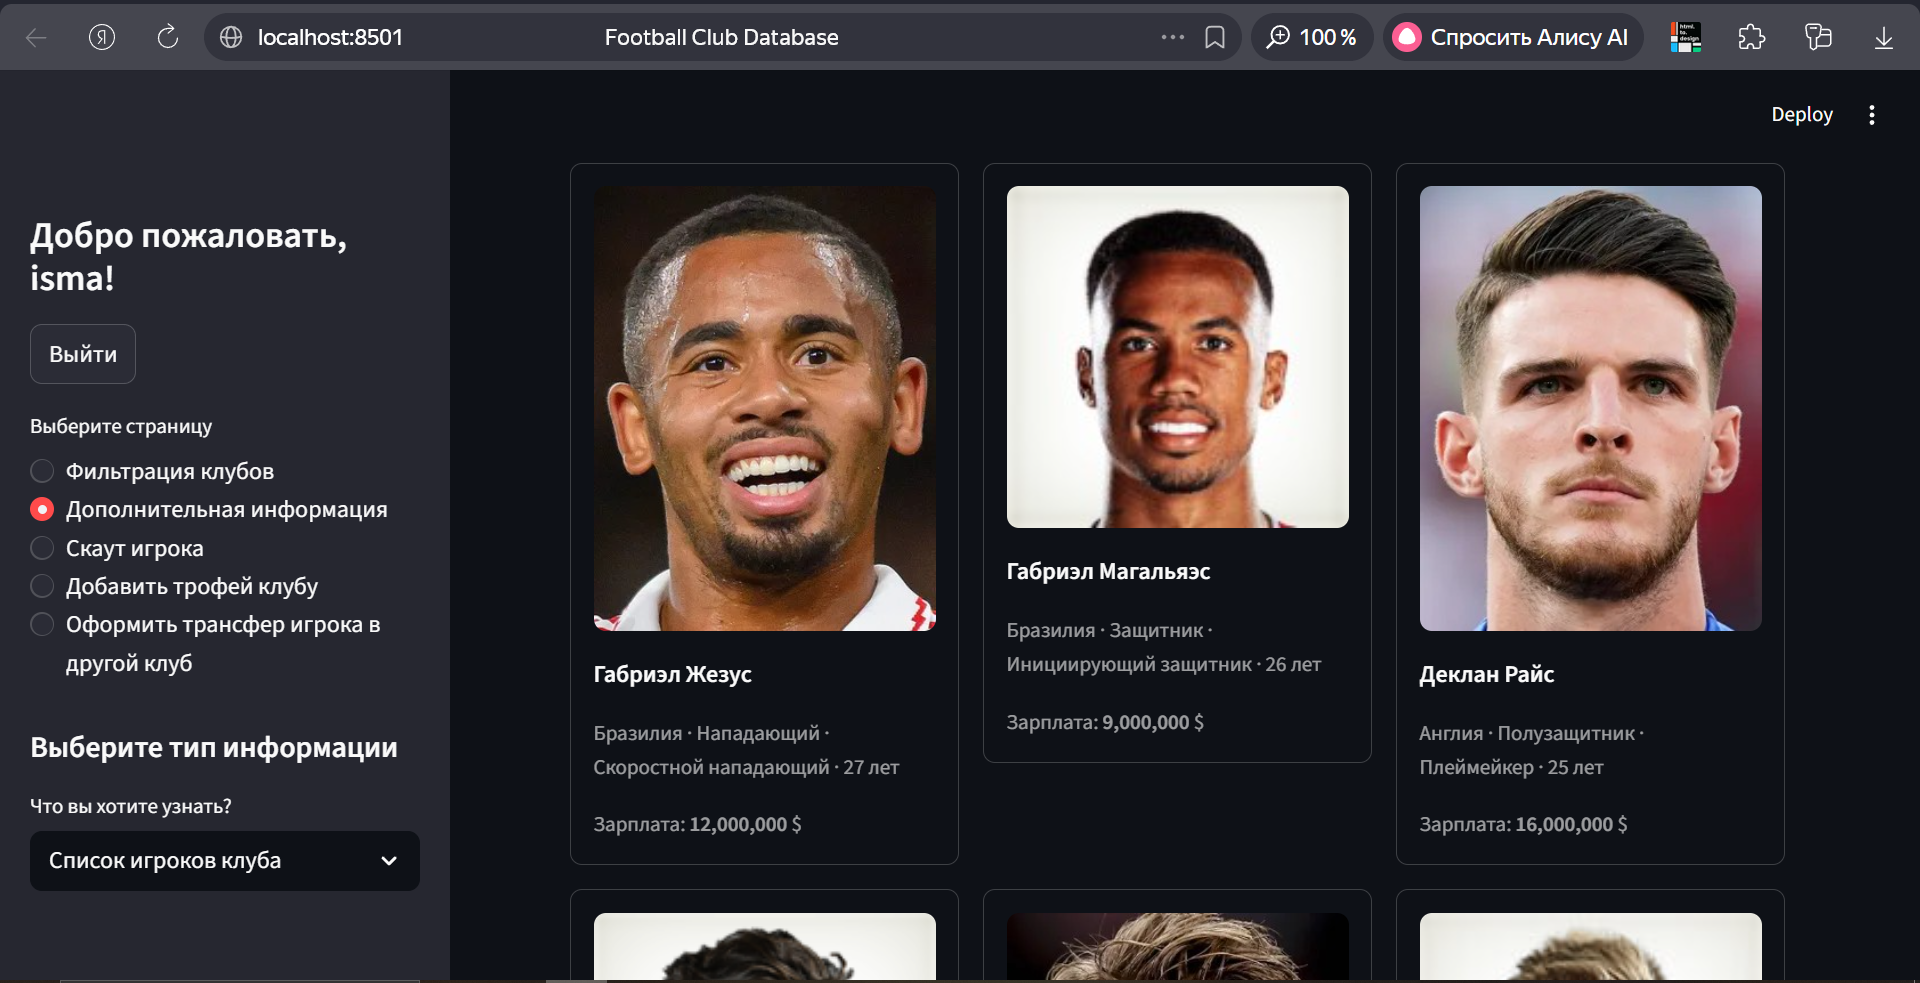 Я
localhost:8501
Football Club Database
100 %
Спросить Алису AI
html.
to.
design
Deploy
Добро пожаловать,
isma!
Выйти
Выберите страницу
Фильтрация клубов
Дополнительная информация
Скаут игрока
Добавить трофей клубу
Оформить трансфер игрока в
другой клуб
Выберите тип информации
Что вы хотите узнать?
Список игроков клуба
Габриэл Жезус
Бразилия · Нападающий ·
Скоростной нападающий · 27 лет
Зарплата: 12,000,000 $
Габриэл Магальяэс
Бразилия · Защитник ·
Инициирующий защитник · 26 лет
Зарплата: 9,000,000 $
Деклан Райс
Англия · Полузащитник ·
Плеймейкер · 25 лет
Зарплата: 16,000,000 $